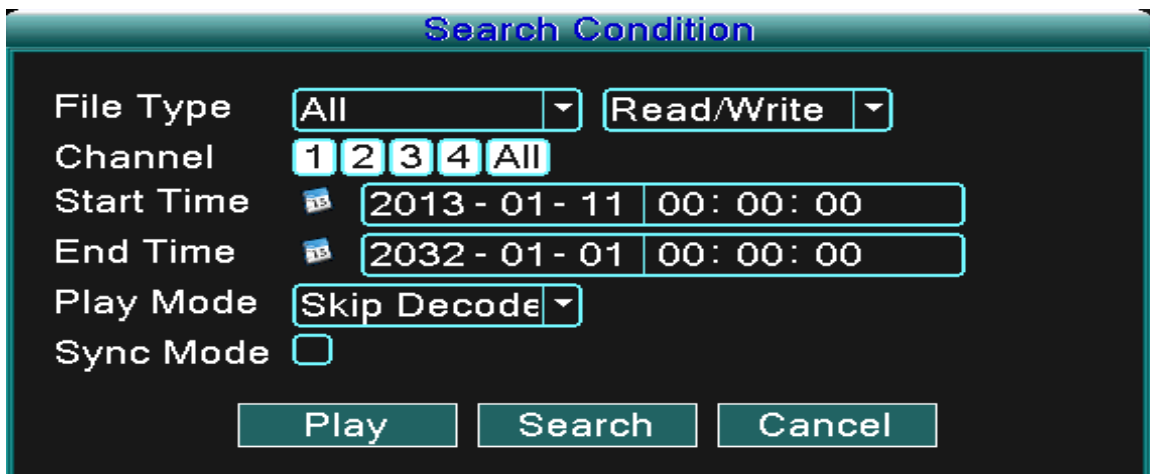 Search Condition
File Type All Read/Write
Channel 1 2 3 4 All
Start Time 15 2013 - 01 - 11 00: 00: 00
End Time 15 2032 - 01 - 01 00: 00: 00
Play Mode Skip Decode
Sync Mode
Play Search Cancel